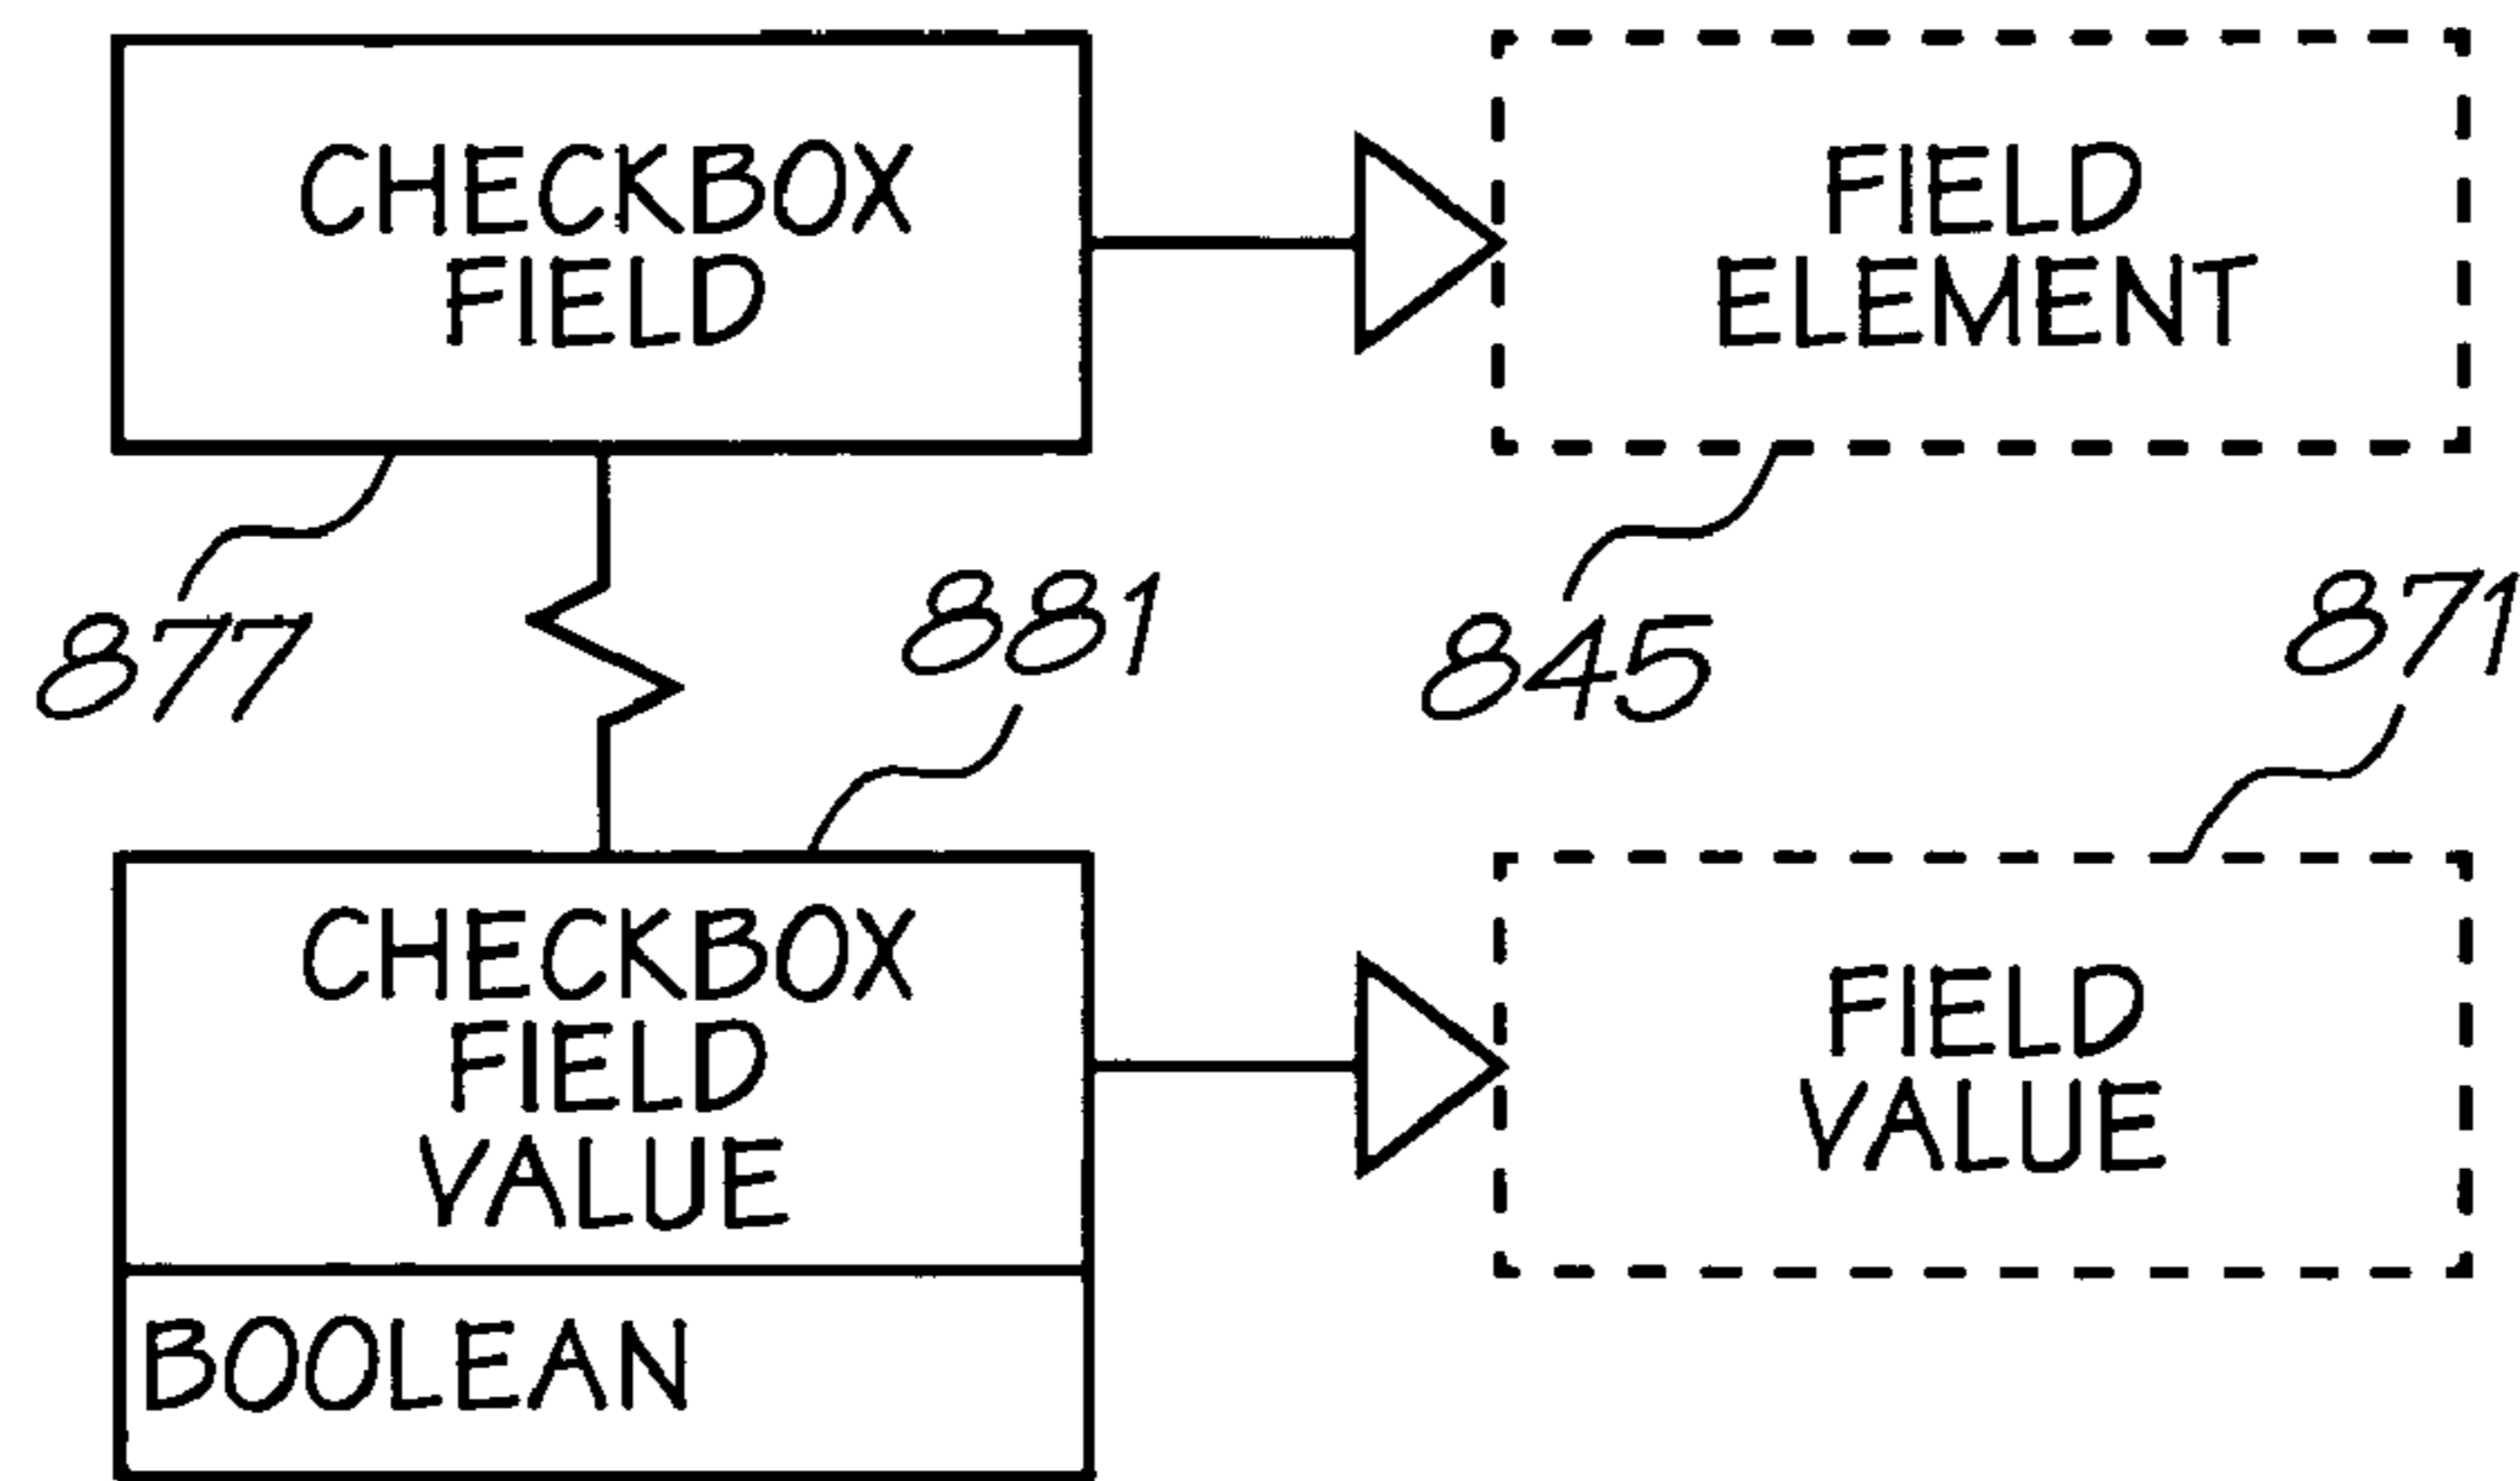 CHECKBOX
FIELD
FIELD
ELEMENT
877
881
845
871
CHECKBOX
FIELD
VALUE
FIELD
VALUE
BOOLEAN